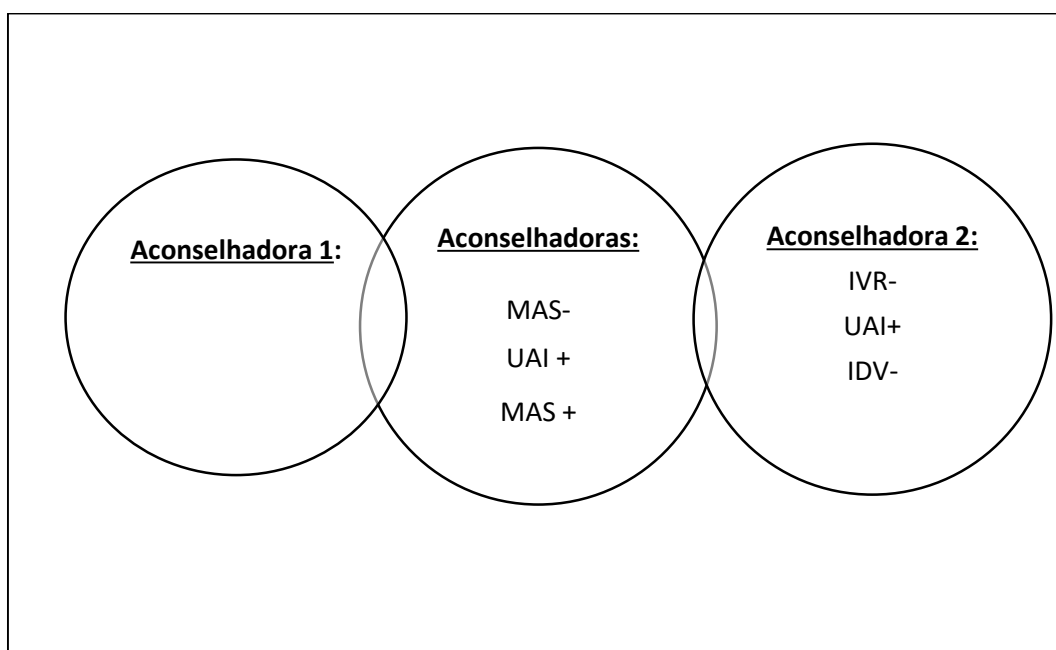 Aconselhadora 1:
Aconselhadoras:
MAS-
UAI +
MAS +
Aconselhadora 2:
IVR-
UAI+
IDV-